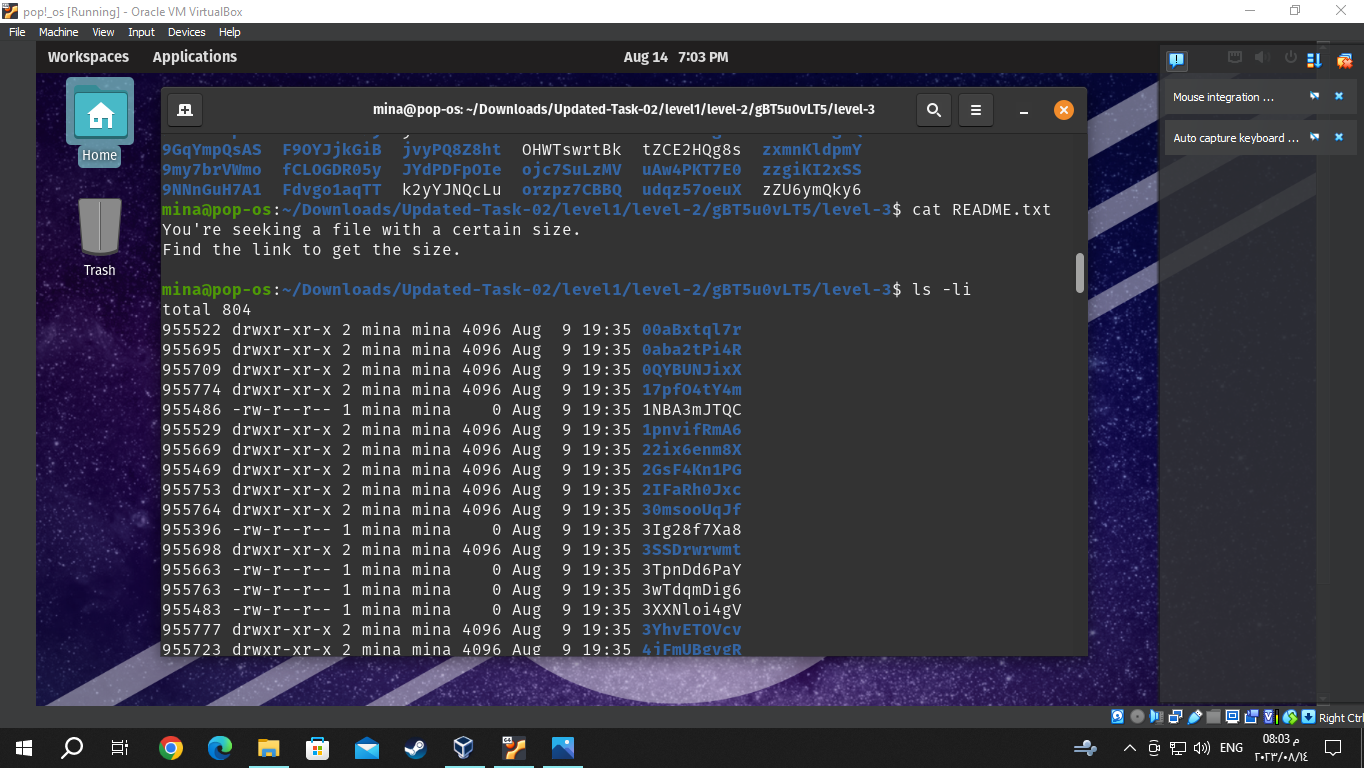 pop!_os [Running] - Oracle VM VirtualBox
File Machine View Input Devices Help
Workspaces Applications Aug 14 7:03 PM
Mouse integration ...
Auto capture keyboard ...
Home
Trash
mina@pop-os: ~/Downloads/Updated-Task-02/level1/level-2/gBT5u0vLT5/level-3
9GqYmpQsAS F9OYJjkGiB jvyPQ8Z8ht OHWTswrtBk tZCE2HQg8s zxmnKldpmY
9my7brVWmo fCLOGDR05y JYdPDFpOIe ojc7SuLzMV uAw4PKT7E0 zzgiKI2xSS
9NNnGuH7A1 Fdvgo1aqTT k2yYJNQcLu orzpz7CBBQ udqz57oeuX zZU6ymQky6
mina@pop-os:~/Downloads/Updated-Task-02/level1/level-2/gBT5u0vLT5/level-3$ cat README.txt
You're seeking a file with a certain size.
Find the link to get the size.
mina@pop-os:~/Downloads/Updated-Task-02/level1/level-2/gBT5u0vLT5/level-3$ ls -li
total 804
955522 drwxr-xr-x 2 mina mina 4096 Aug 9 19:35 00aBxtql7r
955695 drwxr-xr-x 2 mina mina 4096 Aug 9 19:35 0aba2tPi4R
955709 drwxr-xr-x 2 mina mina 4096 Aug 9 19:35 0QYBUNJixX
955774 drwxr-xr-x 2 mina mina 4096 Aug 9 19:35 17pfO4tY4m
955486 -rw-r--r-- 1 mina mina 0 Aug 9 19:35 1NBA3mJTQC
955529 drwxr-xr-x 2 mina mina 4096 Aug 9 19:35 1pnvifRmA6
955669 drwxr-xr-x 2 mina mina 4096 Aug 9 19:35 22ix6enm8X
955469 drwxr-xr-x 2 mina mina 4096 Aug 9 19:35 2GsF4Kn1PG
955753 drwxr-xr-x 2 mina mina 4096 Aug 9 19:35 2IFaRh0Jxc
955764 drwxr-xr-x 2 mina mina 4096 Aug 9 19:35 30msooUqJf
955396 -rw-r--r-- 1 mina mina 0 Aug 9 19:35 3Ig28f7Xa8
955698 drwxr-xr-x 2 mina mina 4096 Aug 9 19:35 3SSDrwrwmt
955663 -rw-r--r-- 1 mina mina 0 Aug 9 19:35 3TpnDd6PaY
955763 -rw-r--r-- 1 mina mina 0 Aug 9 19:35 3wTdqmDig6
955483 -rw-r--r-- 1 mina mina 0 Aug 9 19:35 3XXNloi4gV
955777 drwxr-xr-x 2 mina mina 4096 Aug 9 19:35 3YhvETOVcv
955723 drwxr-xr-x 2 mina mina 4096 Aug 9 19:35 4jFmUBgvgR
Right Ctrl
ENG
08:03 م
٢٠٢٣/٠٨/١٤